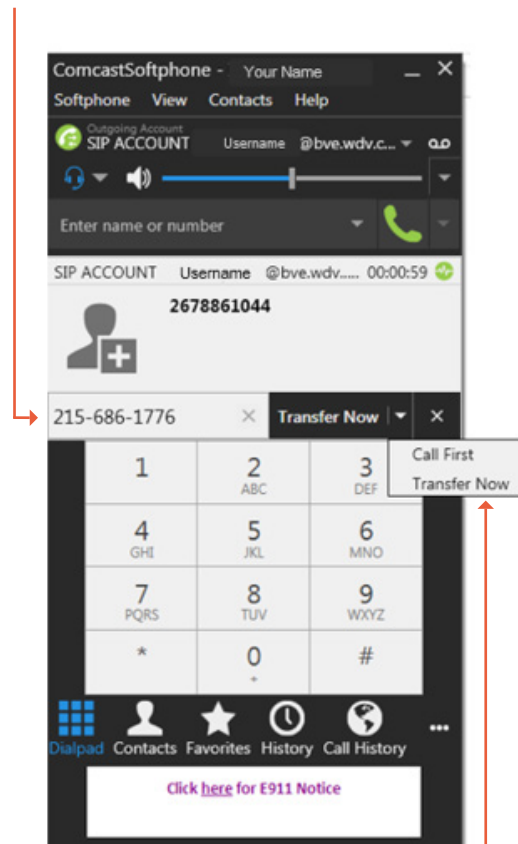 ComcastSoftphone - Your Name
Softphone View Contacts Help
Outgoing Account
SIP ACCOUNT Username @bve.wdv.c...
Enter name or number
SIP ACCOUNT Username @bve.wdv..... 00:00:59
2678861044
215-686-1776 Transfer Now
Call First
Transfer Now
1 2 3
ABC DEF
4 5 6
GHI JKL MNO
7 8 9
PQRS TUV WXYZ
* 0 #
+
Dialpad Contacts Favorites History Call History
Click here for E911 Notice